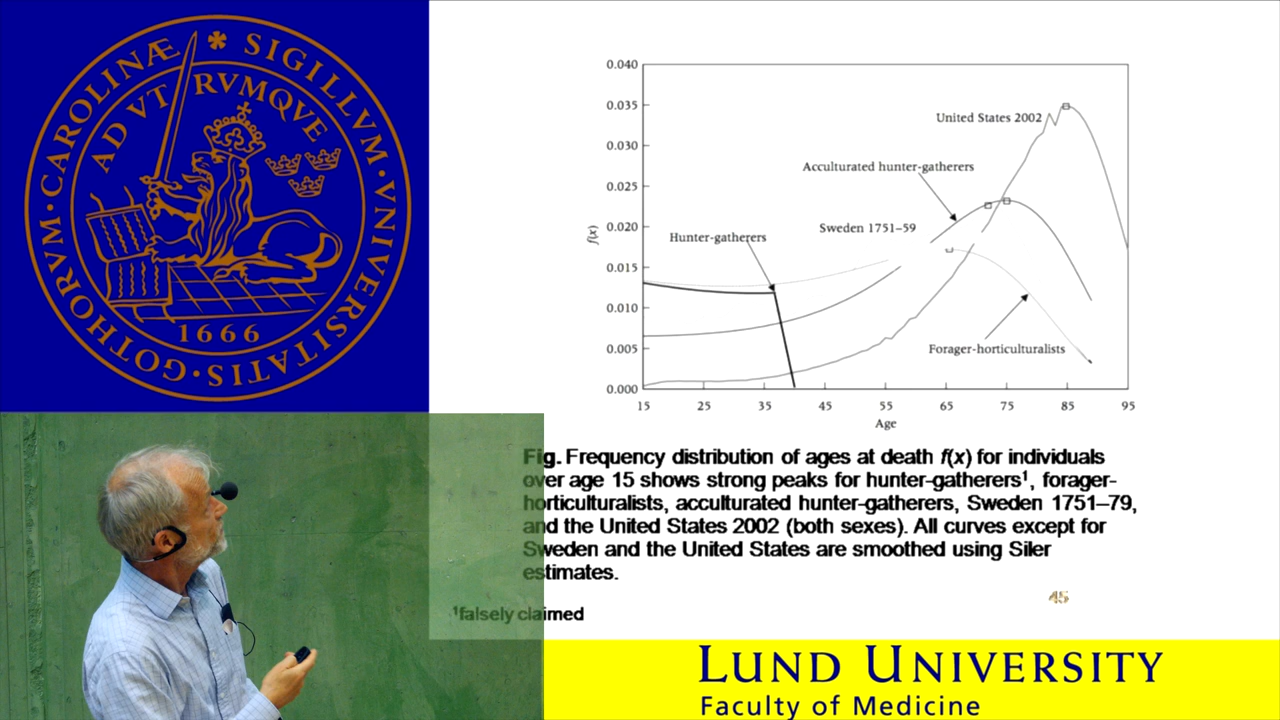 SIGILLVM · VNIVERSITATIS · GOTHORVM · CAROLINÆ
AD VTRVMQVE
1666
0.040
0.035
0.030
0.025
0.020
0.015
0.010
0.005
0.000
f(x)
United States 2002
Acculturated hunter-gatherers
Sweden 1751–59
Hunter-gatherers
Forager-horticulturalists
15 25 35 45 55 65 75 85 95
Age
Fig. Frequency distribution of ages at death f(x) for individuals
over age 15 shows strong peaks for hunter-gatherers¹, forager-
horticulturalists, acculturated hunter-gatherers, Sweden 1751–79,
and the United States 2002 (both sexes). All curves except for
Sweden and the United States are smoothed using Siler
estimates.
¹falsely claimed
45
LUND UNIVERSITY
Faculty of Medicine